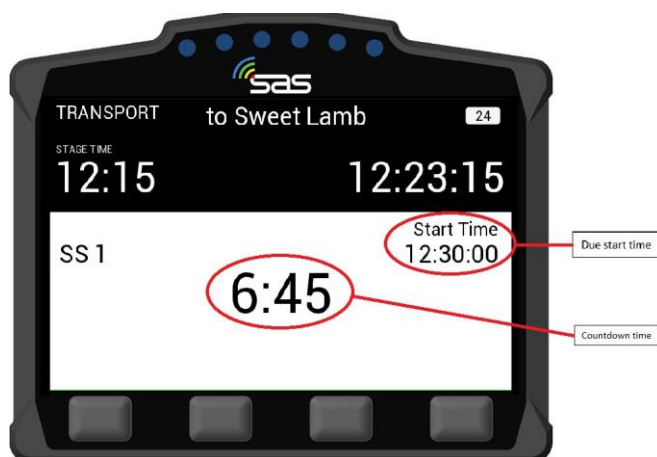 sas
TRANSPORT to Sweet Lamb 24
STAGE TIME
12:15 12:23:15
Start Time
SS 1 12:30:00
6:45
Due start time
Countdown time